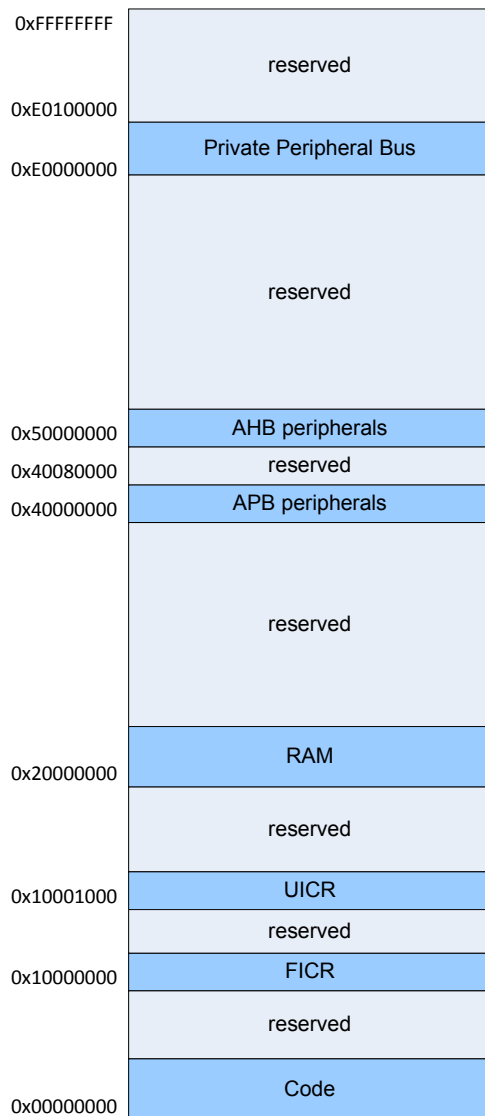 0xFFFFFFFF
reserved
0xE0100000
Private Peripheral Bus
0xE0000000
reserved
AHB peripherals
0x50000000
reserved
0x40080000
APB peripherals
0x40000000
reserved
RAM
0x20000000
reserved
UICR
0x10001000
reserved
FICR
0x10000000
reserved
Code
0x00000000